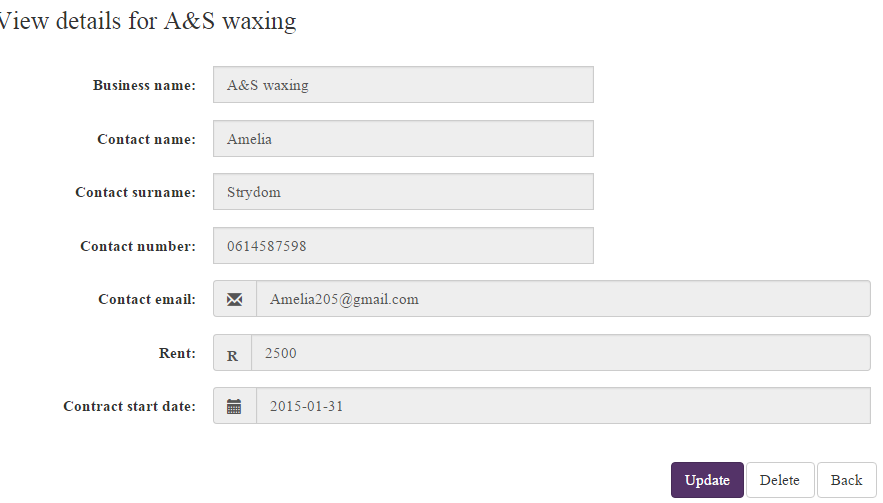 View details for A&S waxing
Business name: A&S waxing
Contact name: Amelia
Contact surname: Strydom
Contact number: 0614587598
Contact email: Amelia205@gmail.com
Rent: R 2500
Contract start date: 2015-01-31
Update Delete Back